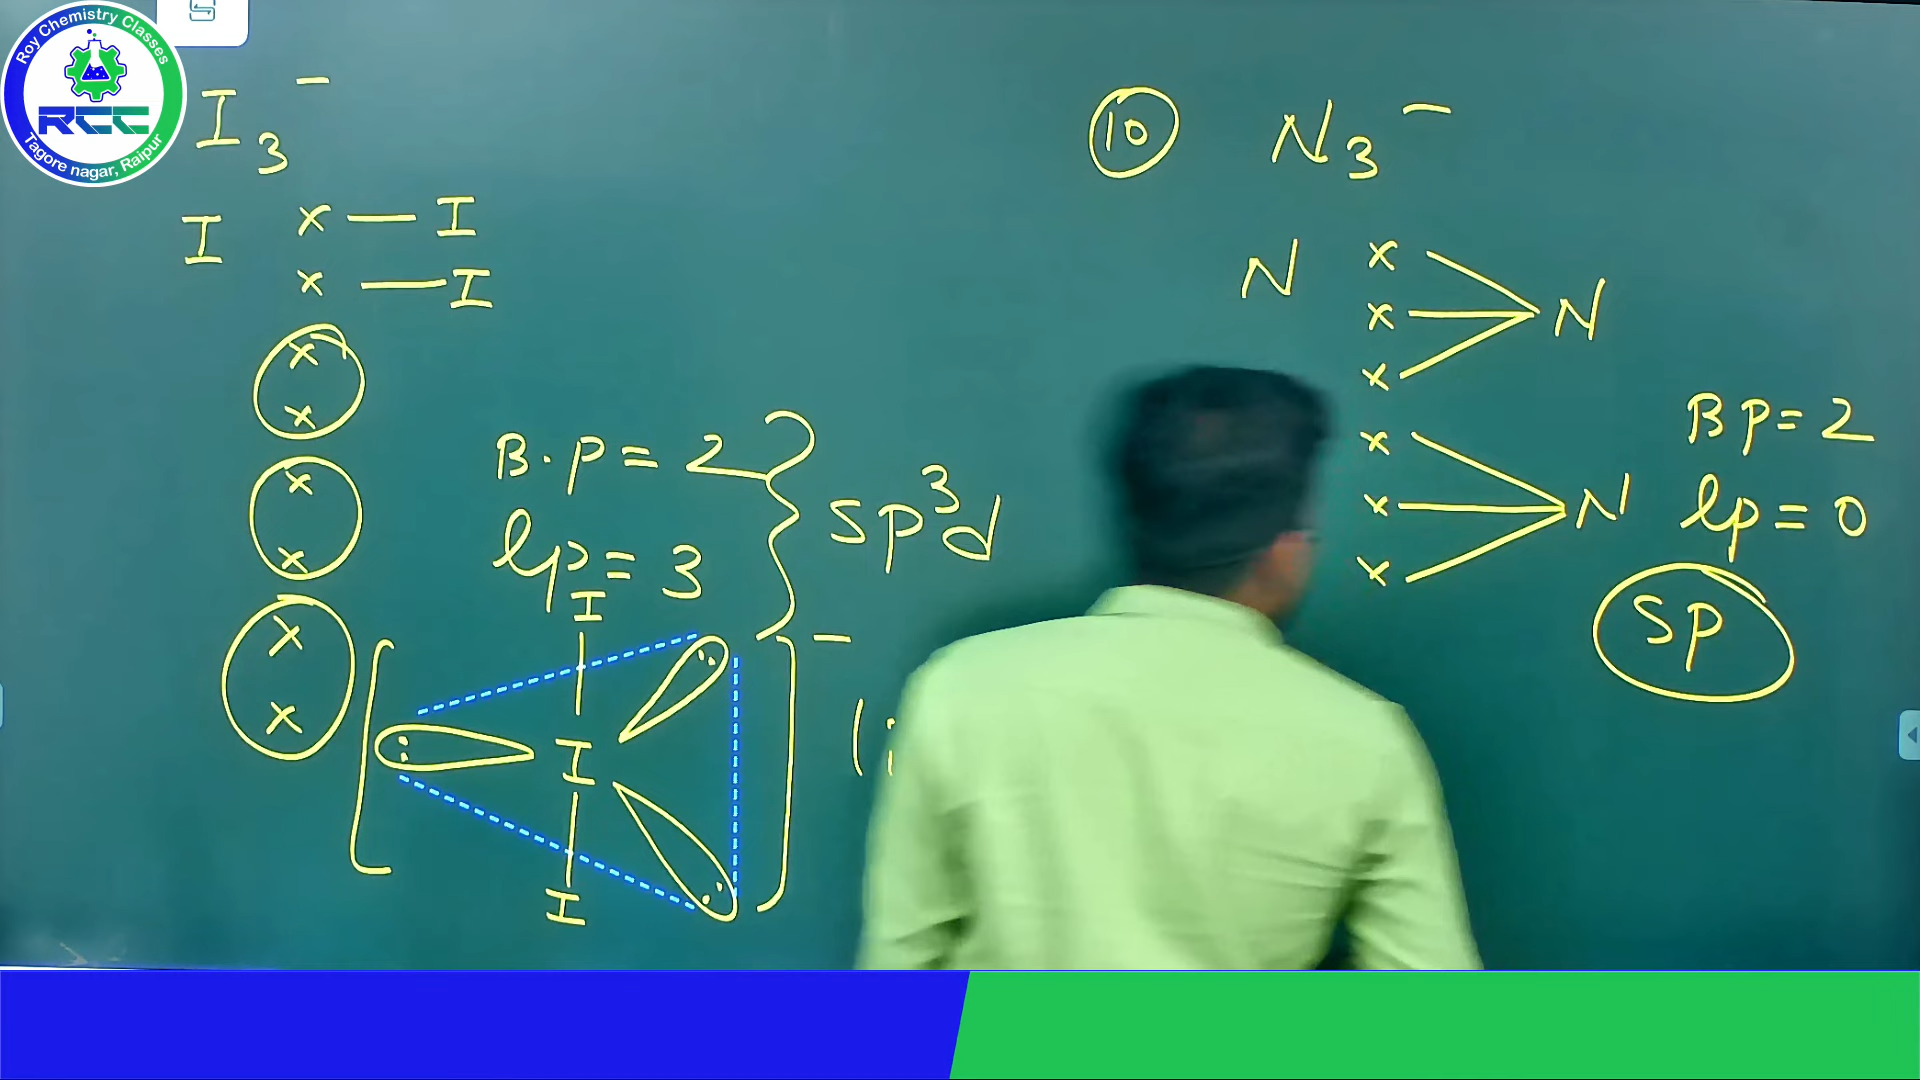 Roy Chemistry Classes
RCC
Tagore nagar, Raipur
I3⁻
I x — I
x — I
x
x
x
x
x
x
B.P = 2
lp = 3
sp³d
I
I
I
⁻
(10) N3⁻
N x
x N
x
x
x N
x
BP = 2
lp = 0
SP